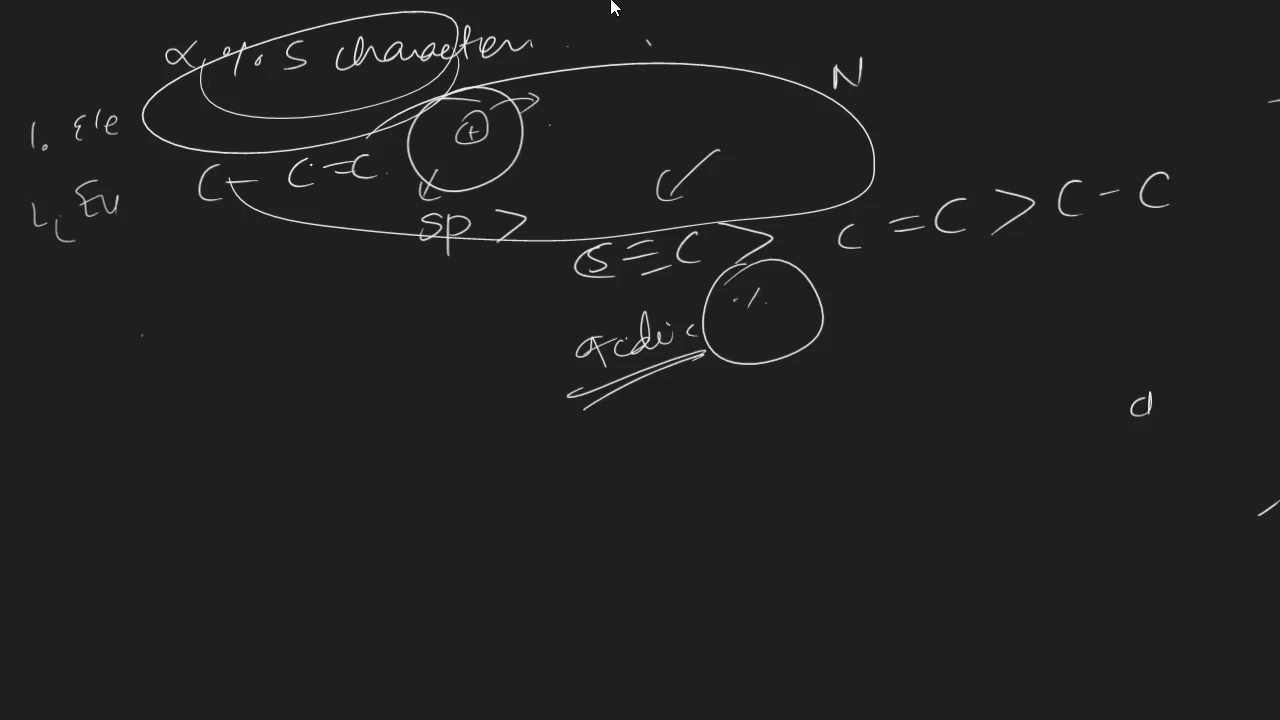 ∝ % S character
N
1. ele
C - C = C
(+)
sp >
C ≡ C > C = C > C - C
acidic
%
d